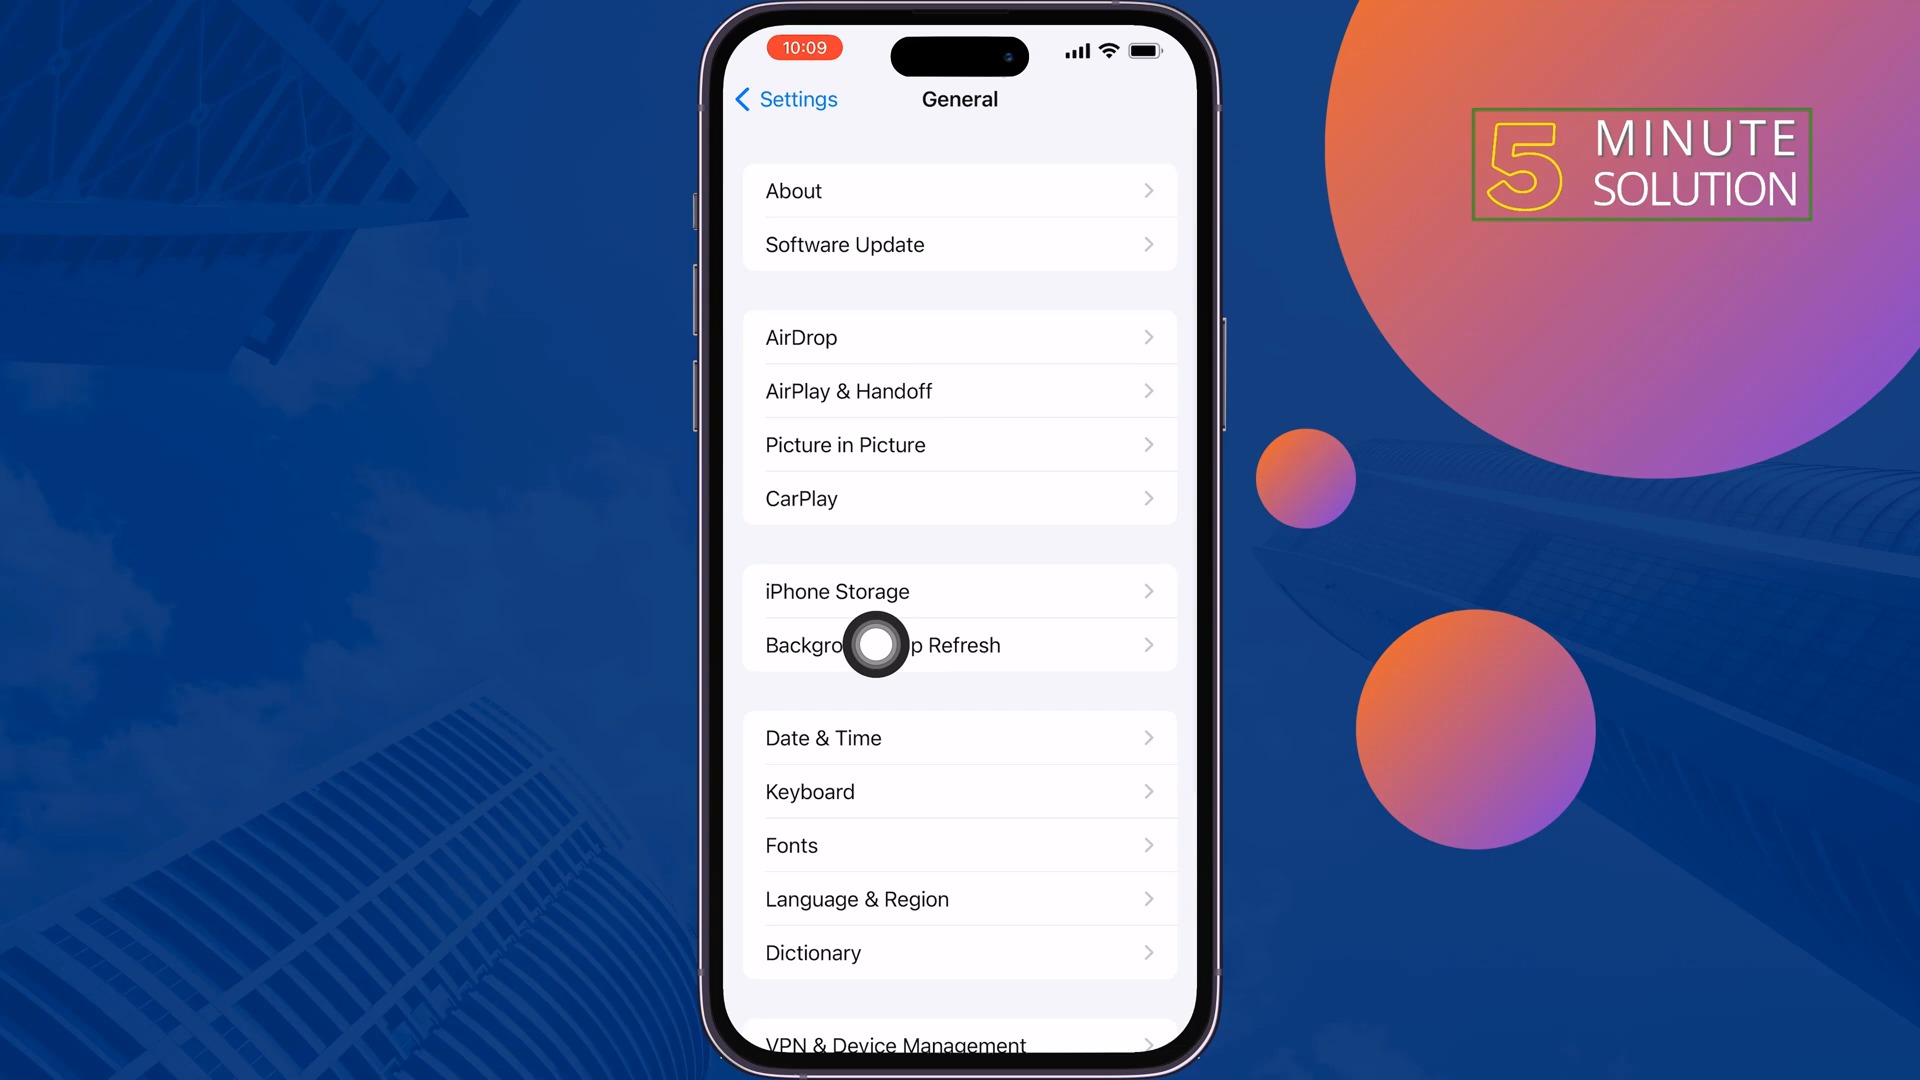 10:09
Settings
General
About
Software Update
AirDrop
AirPlay & Handoff
Picture in Picture
CarPlay
iPhone Storage
Backgro p Refresh
Date & Time
Keyboard
Fonts
Language & Region
Dictionary
VPN & Device Management
5 MINUTE
SOLUTION